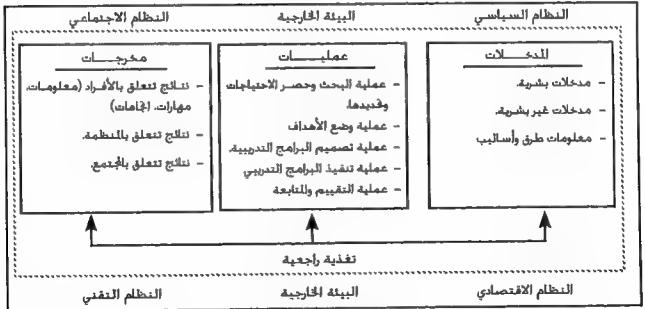 النظام السياسي
البيئة الخارجية
النظام الاجتماعي
المدخلات
- مدخلات بشرية.
- مدخلات غير بشرية.
- معلومات طرق وأساليب
عمليات
- عملية البحث وحصر الاحتياجات
وتحديدها.
- عملية وضع الأهداف
- عملية تصميم البرامج التدريبية.
- عملية تنفيذ البرامج التدريبي
- عملية التقييم والمتابعة
مخرجات
- نتائج تتعلق بالأفراد (معلومات.
مهارات. اتجاهات)
- نتائج تتعلق بالمنظمة.
- نتائج تتعلق بالمجتمع.
تغذية راجعية
النظام الاقتصادي
البيئة الخارجية
النظام التقني